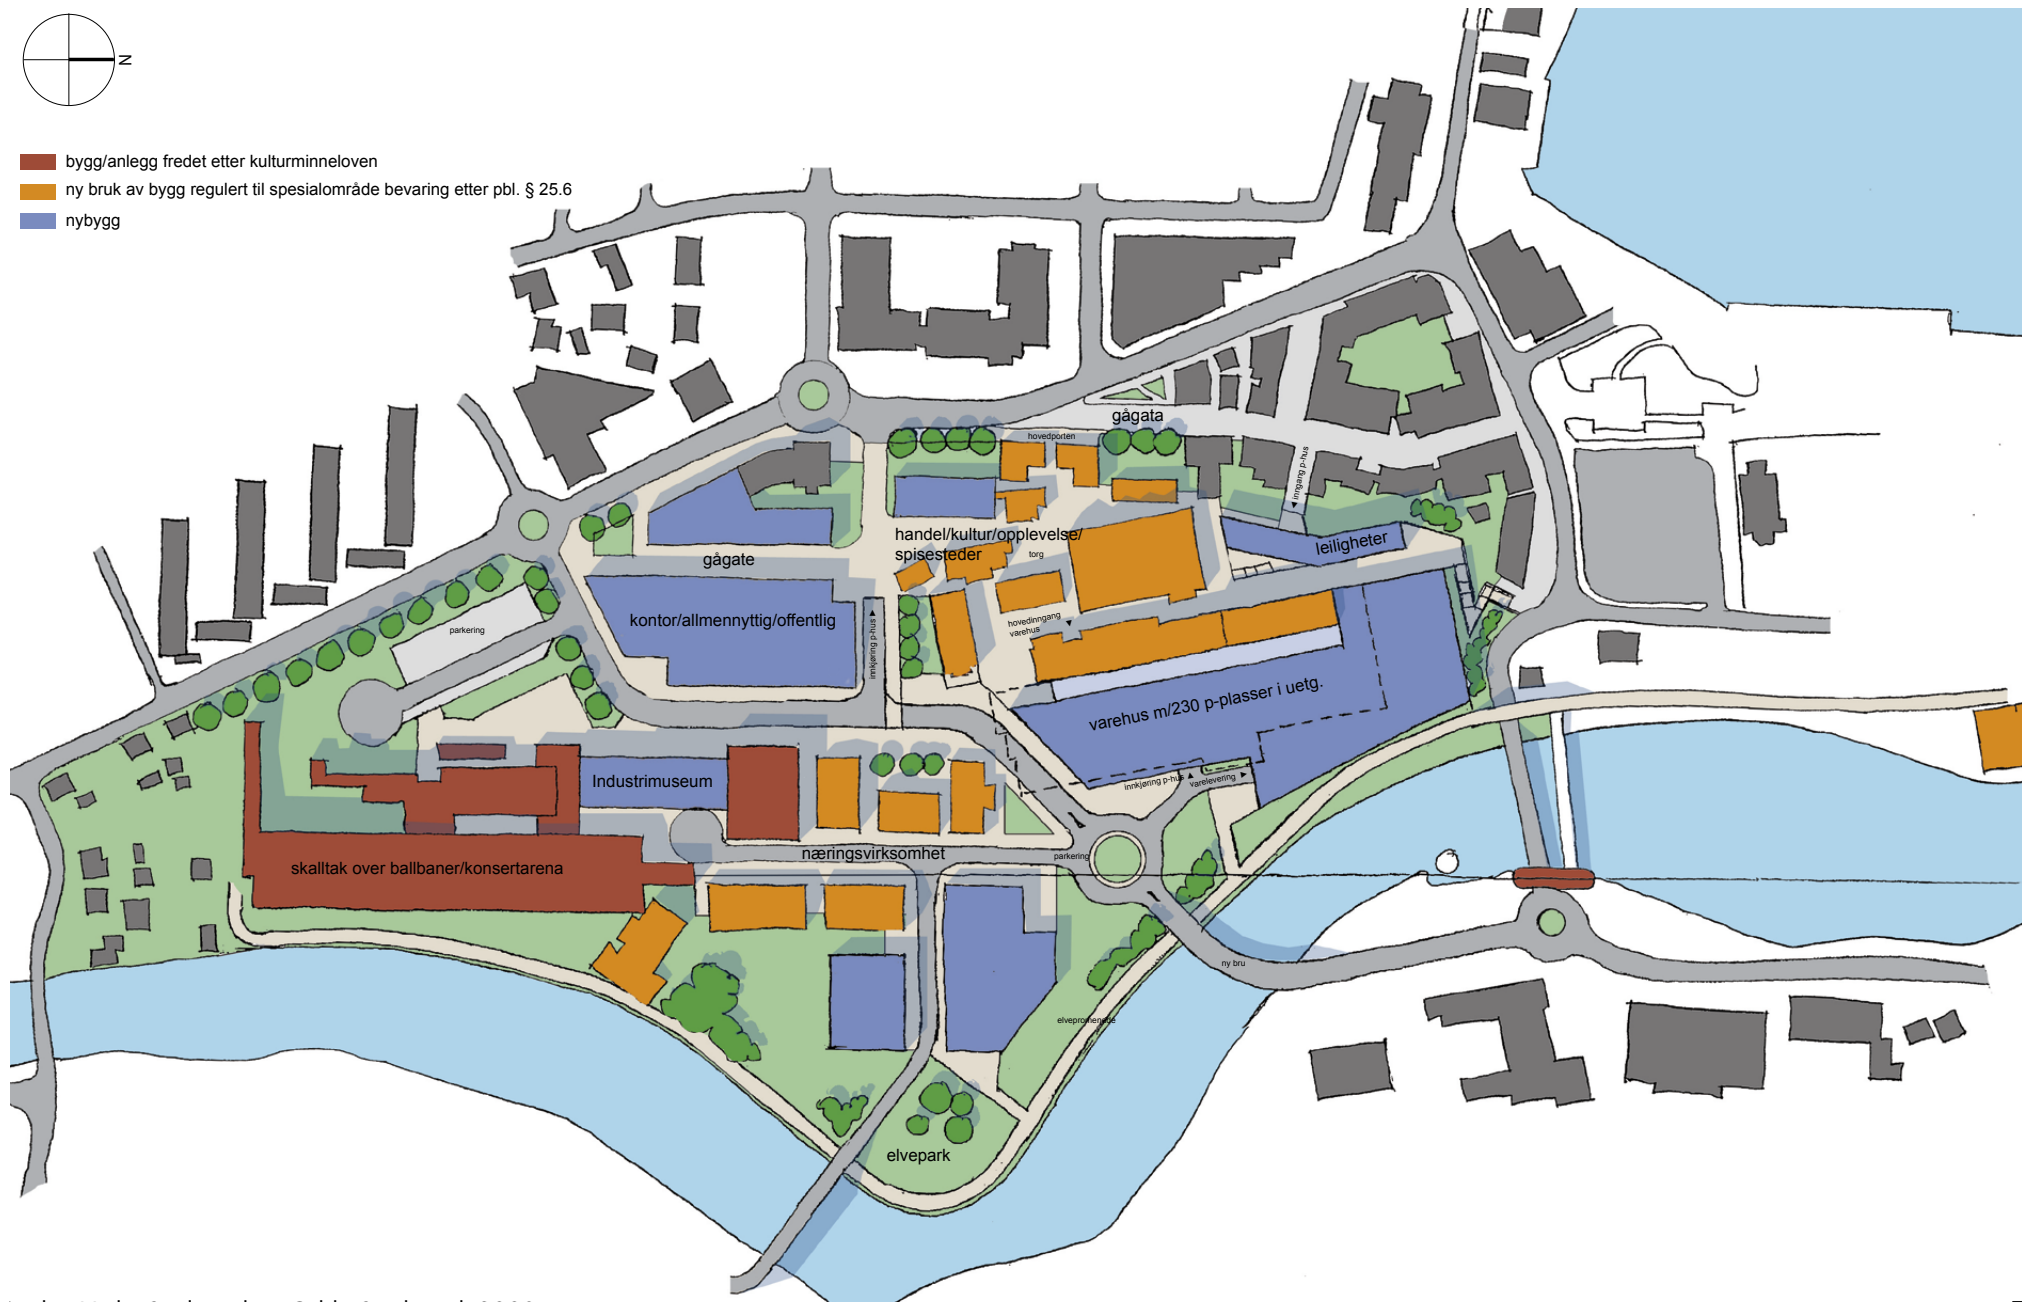 N
bygg/anlegg fredet etter kulturminneloven
ny bruk av bygg regulert til spesialområde bevaring etter pbl. § 25.6
nybygg
gågata
hovedporten
inngang p-hus
handel/kultur/opplevelse/
spisesteder
torg
leiligheter
gågate
kontor/allmennyttig/offentlig
innkjøring p-hus
hovedinngang
varehus
parkering
varehus m/230 p-plasser i uetg.
innkjøring p-hus
varelevering
Industrimuseum
næringsvirksomhet
parkering
skalltak over ballbaner/konsertarena
ny bru
elvepromenade
elvepark